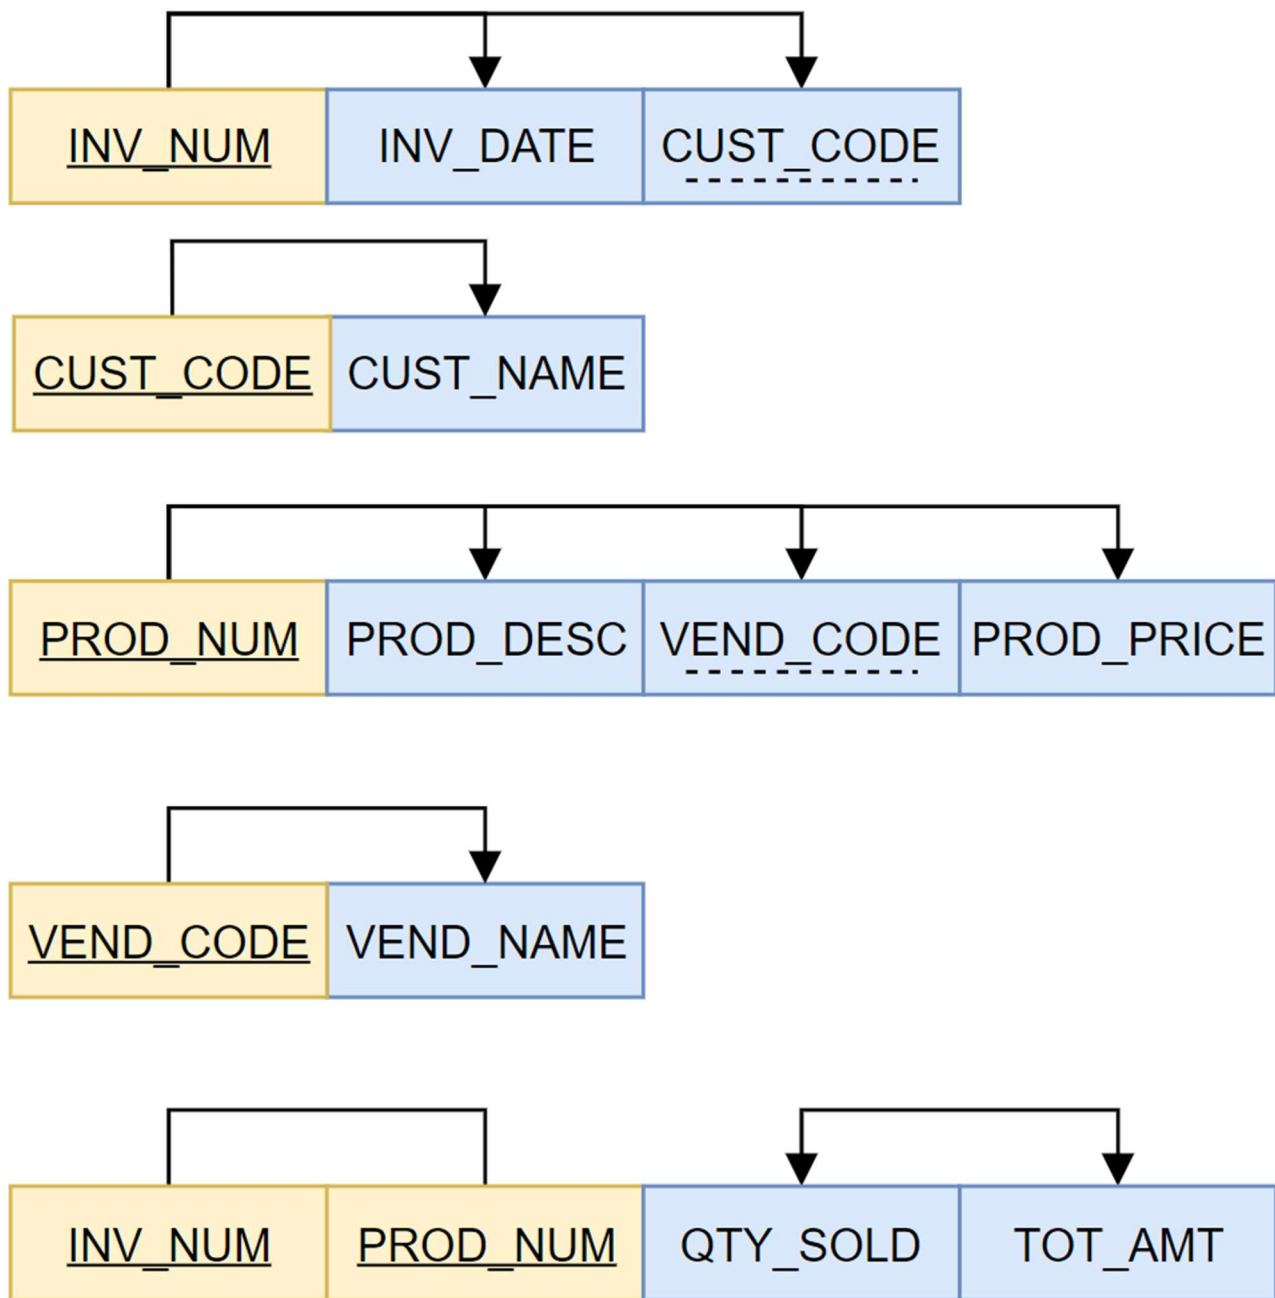 INV_NUM INV_DATE CUST_CODE
CUST_CODE CUST_NAME
PROD_NUM PROD_DESC VEND_CODE PROD_PRICE
VEND_CODE VEND_NAME
INV_NUM PROD_NUM QTY_SOLD TOT_AMT